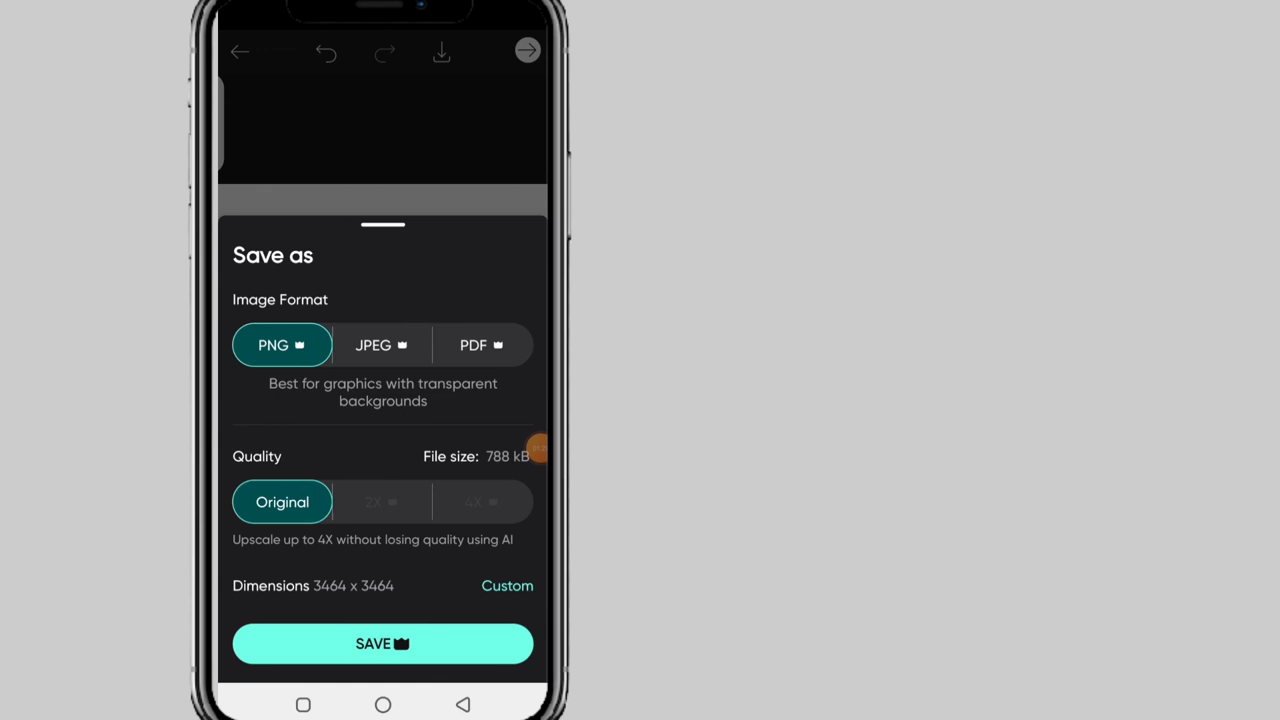 Save as
Image Format
PNG JPEG PDF
Best for graphics with transparent
backgrounds
Quality File size: 788 kB
Original 2X 4X
Upscale up to 4X without losing quality using AI
Dimensions 3464 x 3464 Custom
SAVE